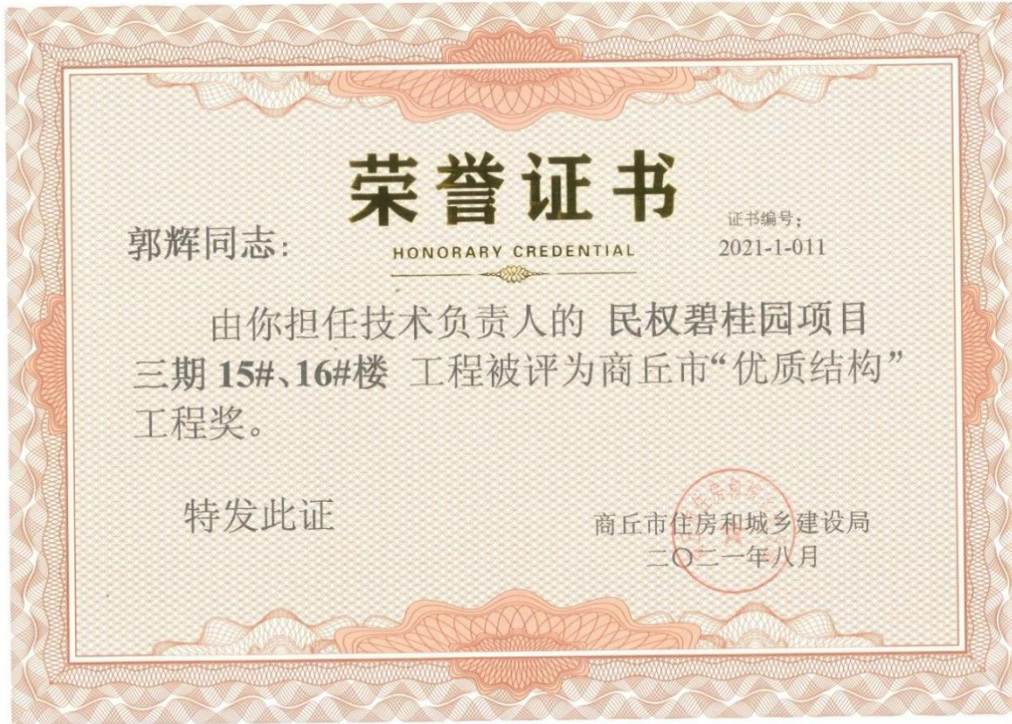 荣誉证书
HONORARY CREDENTIAL
证书编号:
2021-1-011
郭辉同志:
由你担任技术负责人的 民权碧桂园项目
三期 15#、16#楼 工程被评为商丘市“优质结构”
工程奖。
特发此证
商丘市住房和城乡建设局
二〇二一年八月